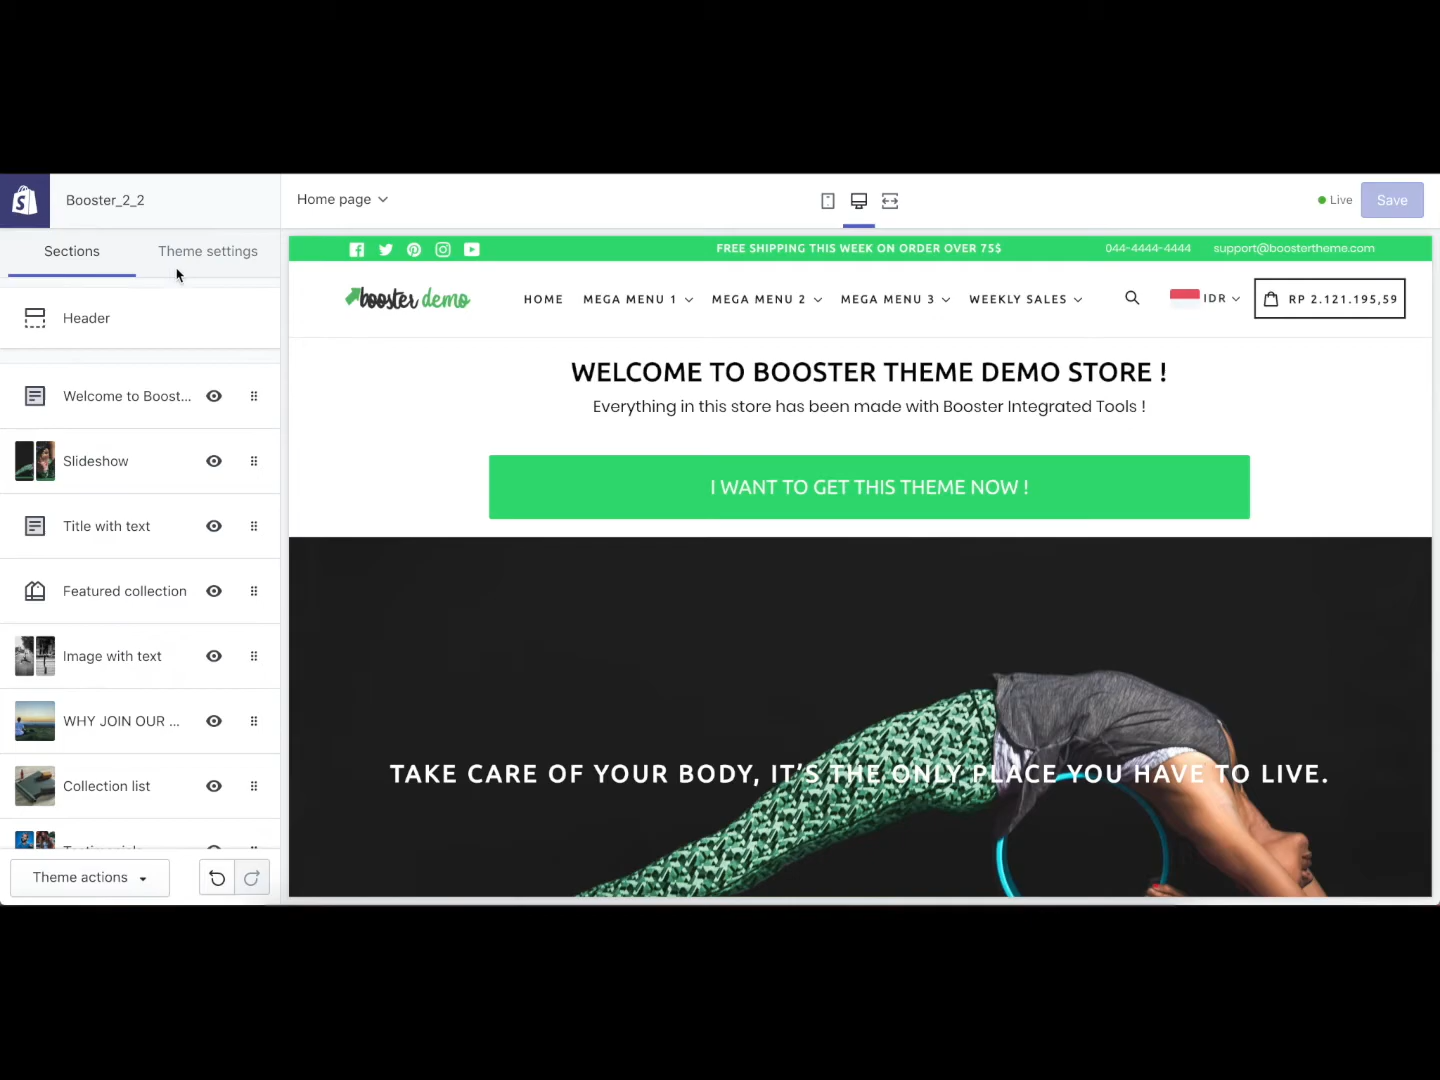 Booster_2_2
Home page
Live
Save
Sections
Theme settings
FREE SHIPPING THIS WEEK ON ORDER OVER 75$
044-4444-4444
support@boostertheme.com
booster demo
HOME
MEGA MENU 1
MEGA MENU 2
MEGA MENU 3
WEEKLY SALES
IDR
RP 2.121.195,59
Header
WELCOME TO BOOSTER THEME DEMO STORE !
Everything in this store has been made with Booster Integrated Tools !
Welcome to Boost...
Slideshow
I WANT TO GET THIS THEME NOW !
Title with text
Featured collection
Image with text
WHY JOIN OUR ...
TAKE CARE OF YOUR BODY, IT'S THE ONLY PLACE YOU HAVE TO LIVE.
Collection list
Theme actions